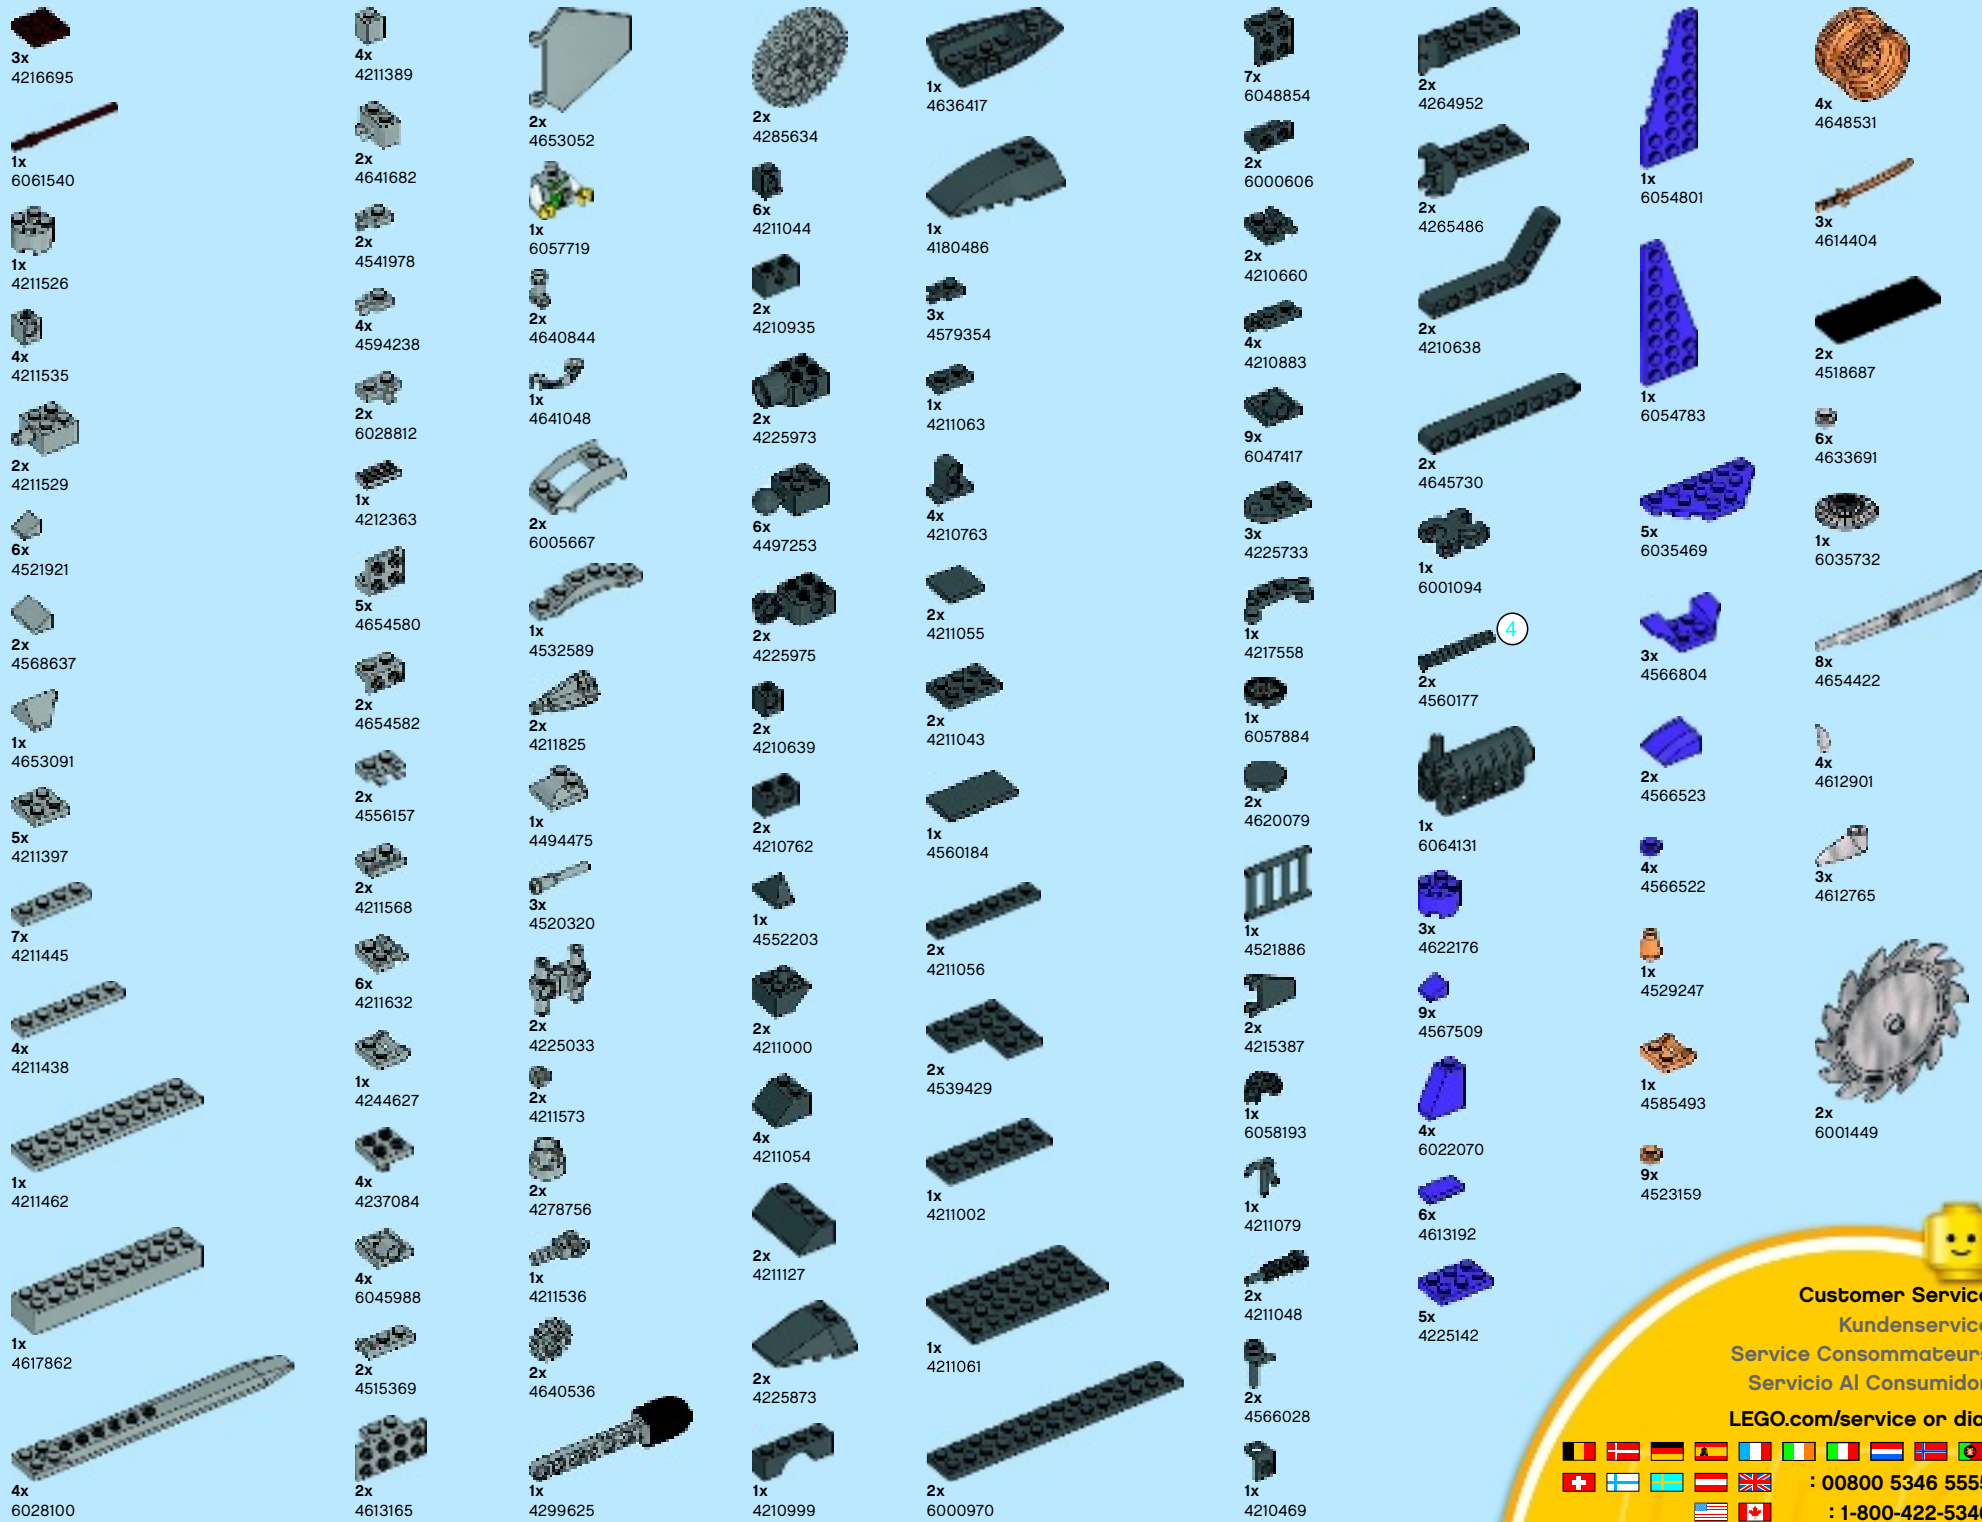 3x
4216695
1x
6061540
1x
4211526
4x
4211535
2x
4211529
6x
4521921
2x
4568637
1x
4653091
5x
4211397
7x
4211445
4x
4211438
1x
4211462
1x
4617862
4x
6028100
4x
4211389
2x
4641682
2x
4541978
4x
4594238
2x
6028812
1x
4212363
5x
4654580
2x
4654582
2x
4556157
2x
4211568
6x
4211632
1x
4244627
4x
4237084
4x
6045988
2x
4515369
2x
4613165
2x
4653052
1x
6057719
2x
4640844
1x
4641048
2x
6005667
1x
4532589
2x
4211825
1x
4494475
3x
4520320
2x
4225033
2x
4211573
2x
4278756
1x
4211536
2x
4640536
1x
4299625
2x
4285634
6x
4211044
2x
4210935
2x
4225973
6x
4497253
2x
4225975
2x
4210639
2x
4210762
1x
4552203
2x
4211000
4x
4211054
2x
4211127
2x
4225873
1x
4210999
1x
4636417
1x
4180486
3x
4579354
1x
4211063
4x
4210763
2x
4211055
2x
4211043
1x
4560184
2x
4211056
2x
4539429
1x
4211002
1x
4211061
2x
6000970
7x
6048854
2x
6000606
2x
4210660
4x
4210883
9x
6047417
3x
4225733
1x
4217558
1x
6057884
2x
4620079
1x
4521886
2x
4215387
1x
6058193
1x
4211079
2x
4211048
2x
4566028
1x
4210469
2x
4264952
2x
4265486
2x
4210638
2x
4645730
1x
6001094
4
2x
4560177
1x
6064131
3x
4622176
9x
4567509
4x
6022070
6x
4613192
5x
4225142
1x
6054801
1x
6054783
5x
6035469
3x
4566804
2x
4566523
4x
4566522
1x
4529247
1x
4585493
9x
4523159
4x
4648531
3x
4614404
2x
4518687
6x
4633691
1x
6035732
8x
4654422
4x
4612901
3x
4612765
2x
6001449
Customer Service
Kundenservice
Service Consommateurs
Servicio Al Consumidor
LEGO.com/service or dial
: 00800 5346 5555
: 1-800-422-5346